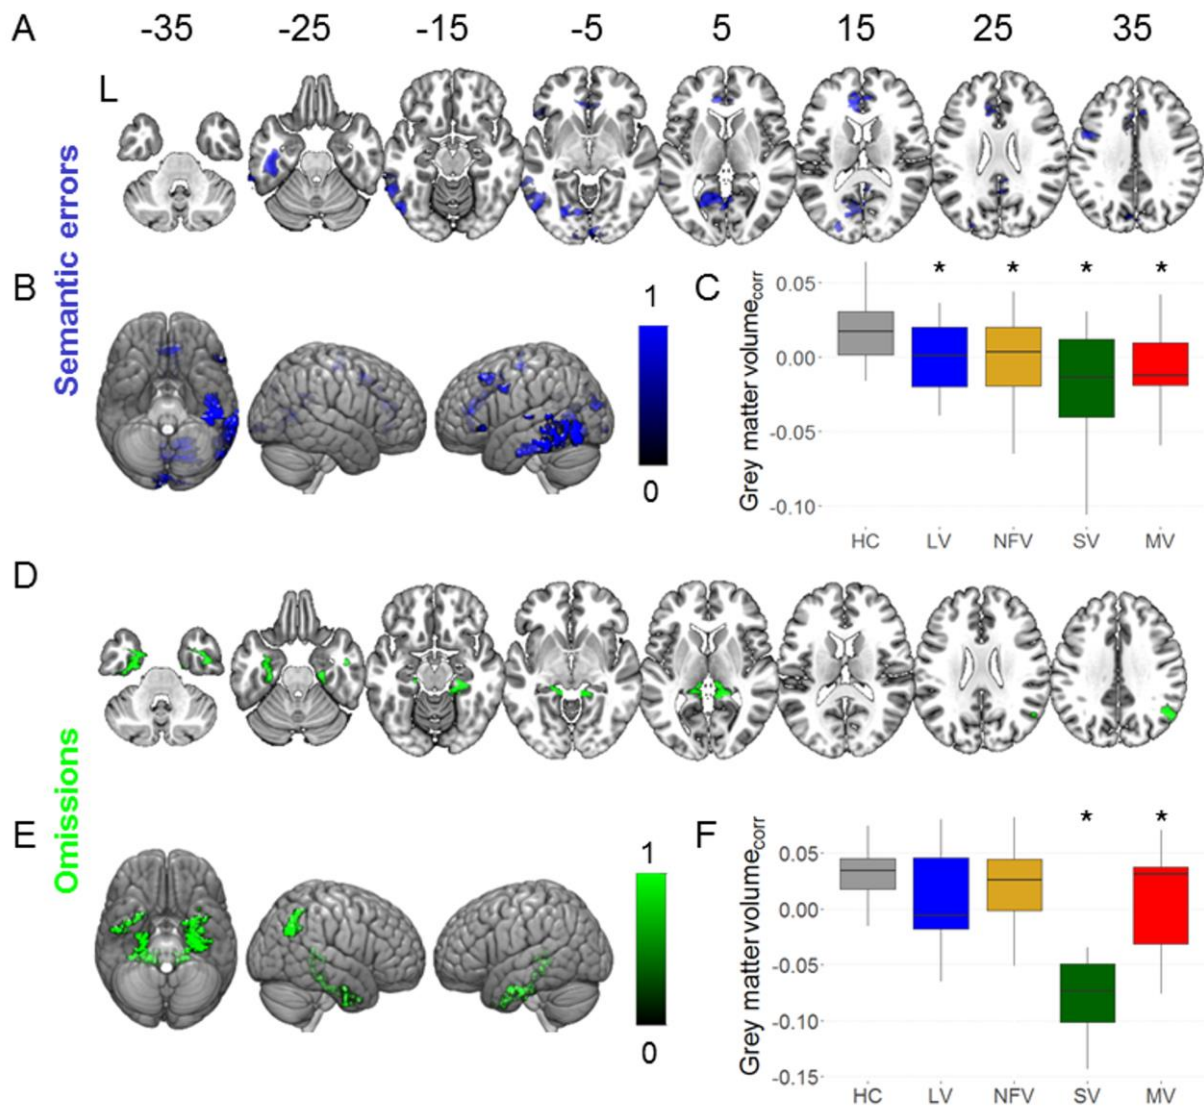 A -35 -25 -15 -5 5 15 25 35
L
Semantic errors
B
1
0
C
* * * *
Grey matter volumecorr
0.05
0.00
-0.05
-0.10
HC LV NFV SV MV
D
Omissions
E
1
0
F
* *
Grey matter volumecorr
0.05
0.00
-0.05
-0.10
-0.15
HC LV NFV SV MV